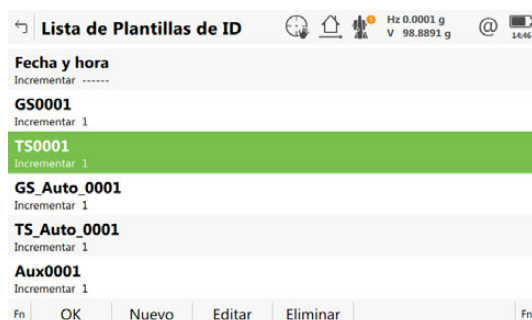 Lista de Plantillas de ID
Hz 0.0001 g
V 98.8891 g
@
14:46
Fecha y hora
Incrementar ------
GS0001
Incrementar 1
TS0001
Incrementar 1
GS_Auto_0001
Incrementar 1
TS_Auto_0001
Incrementar 1
Aux0001
Incrementar 1
Fn OK Nuevo Editar Eliminar Fn